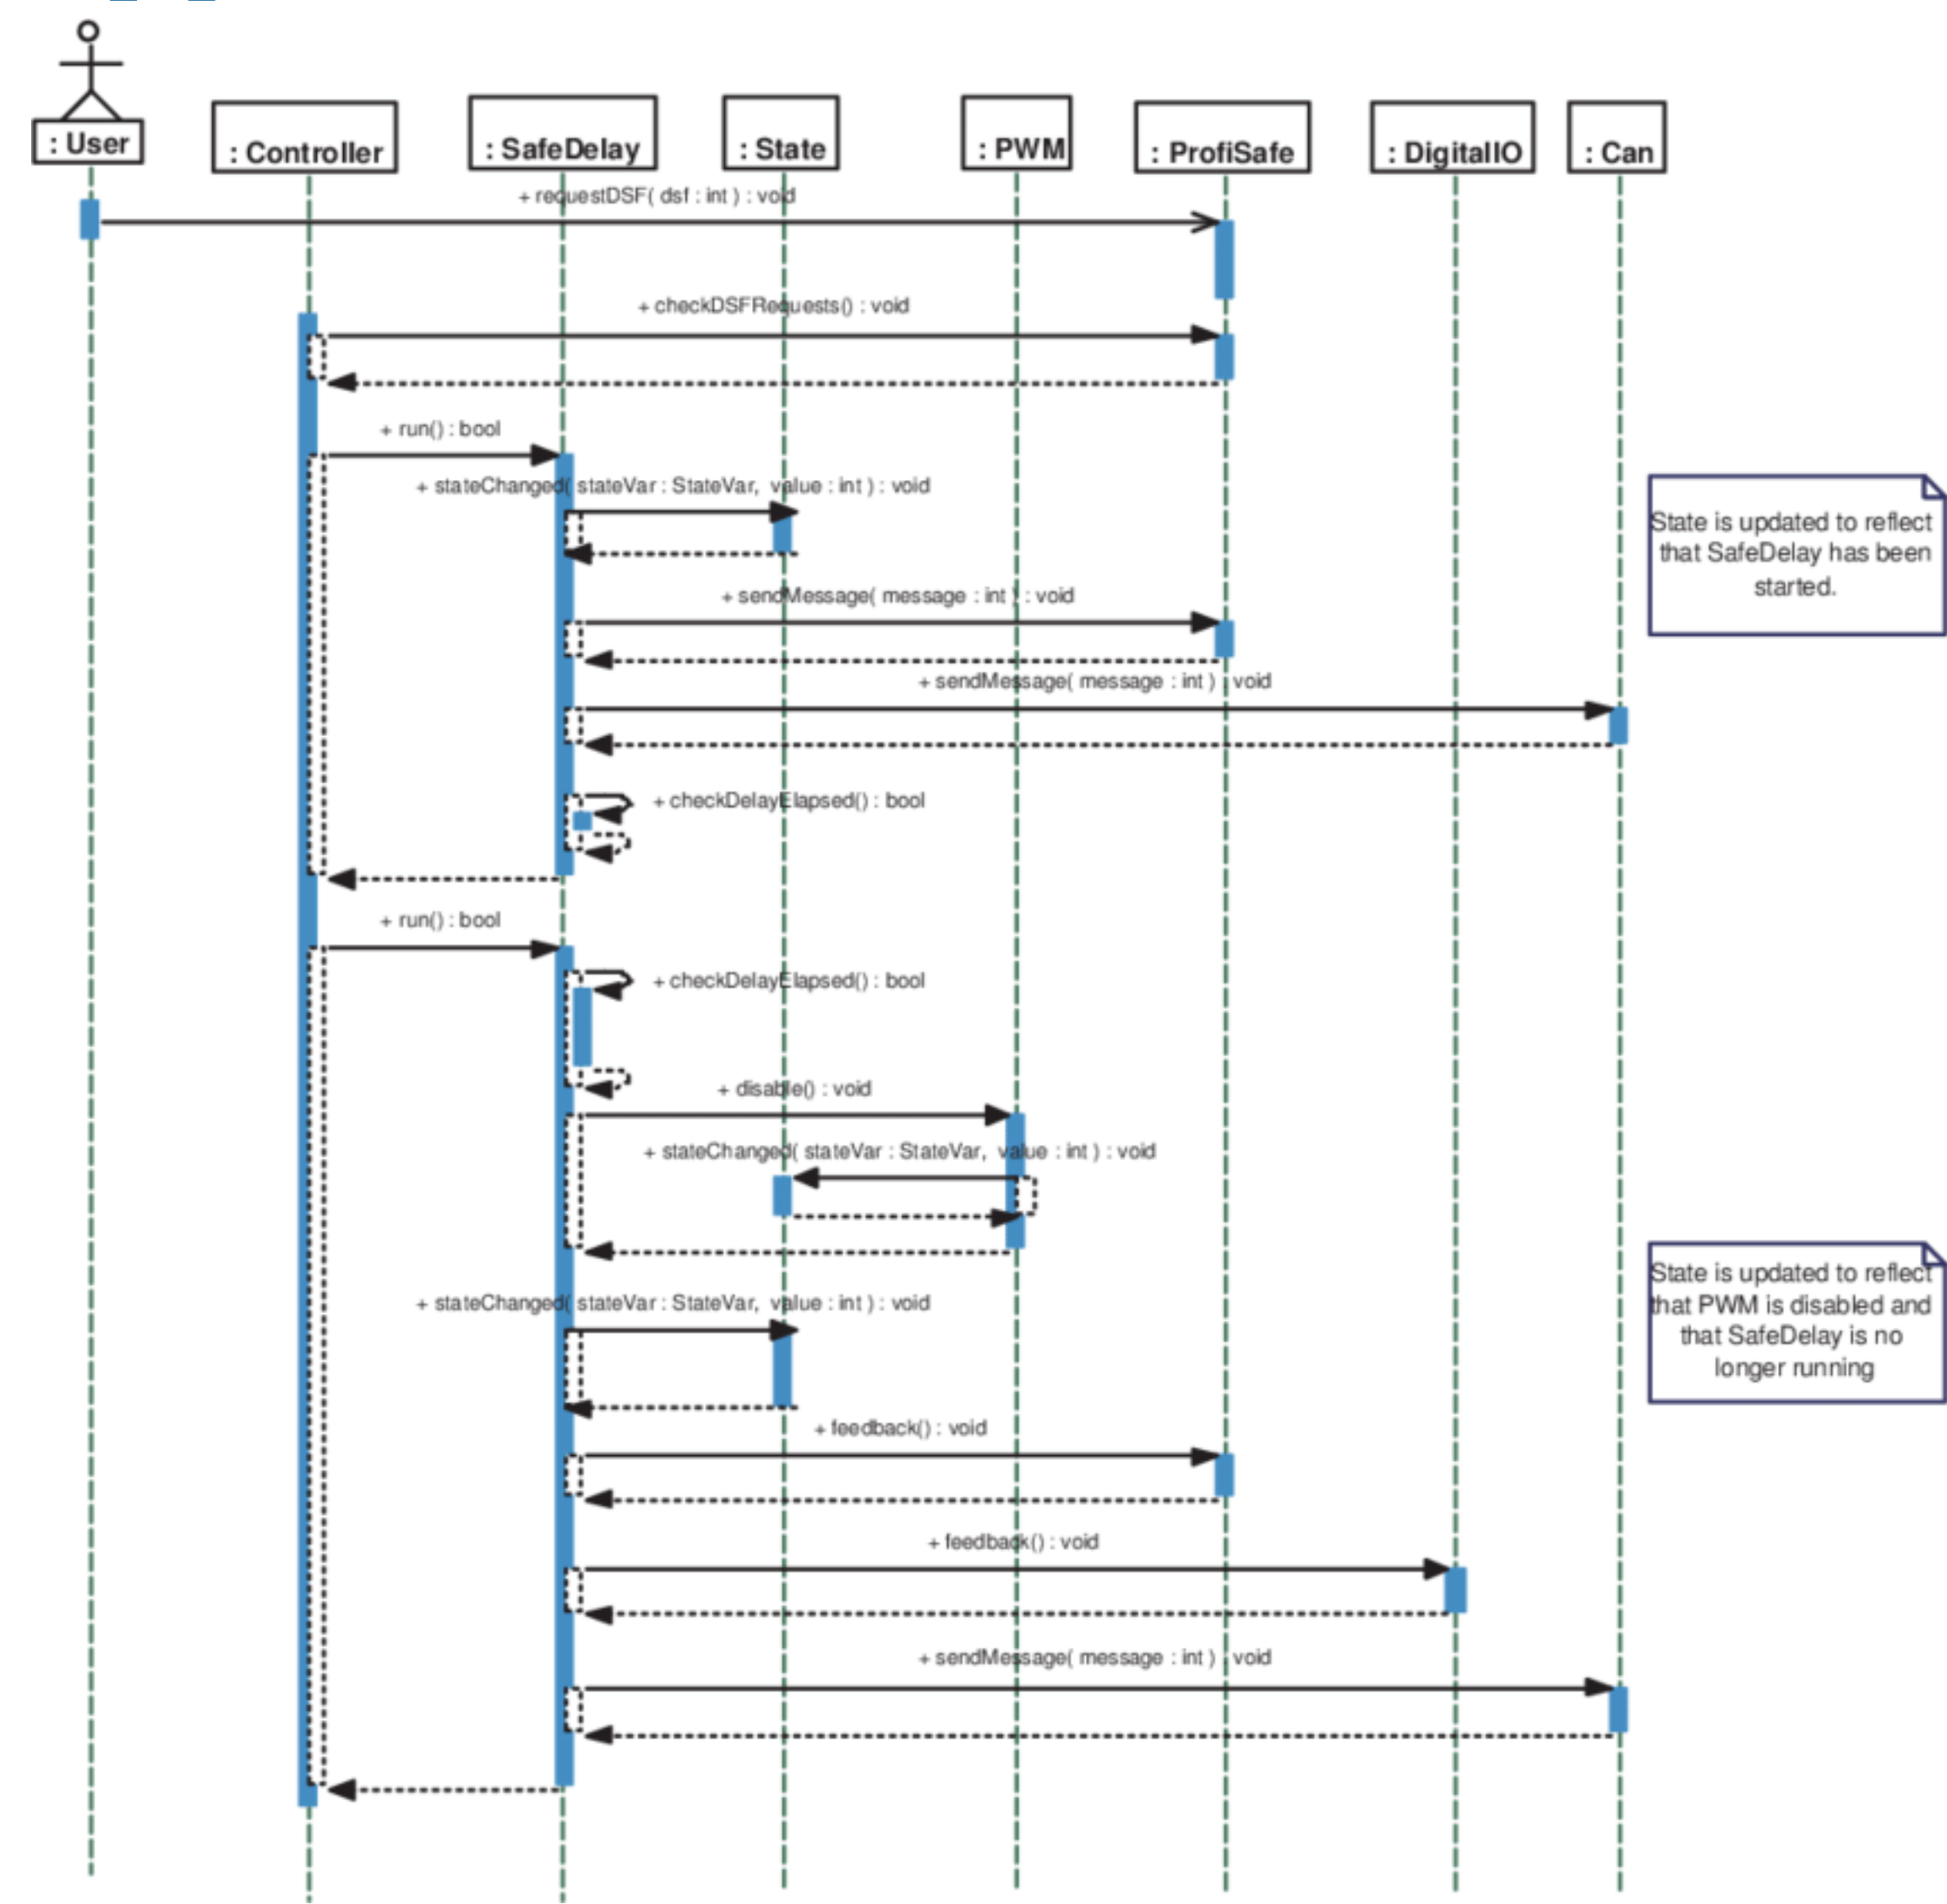 : User
: Controller
: SafeDelay
: State
: PWM
: ProfiSafe
: DigitalIO
: Can
+ requestDSF( dsf : int ) : void
+ checkDSFRequests() : void
+ run() : bool
+ stateChanged( stateVar : StateVar, value : int ) : void
State is updated to reflect
that SafeDelay has been
started.
+ sendMessage( message : int ) : void
+ sendMessage( message : int ) : void
+ checkDelayElapsed() : bool
+ run() : bool
+ checkDelayElapsed() : bool
+ disable() : void
+ stateChanged( stateVar : StateVar, value : int ) : void
State is updated to reflect
that PWM is disabled and
that SafeDelay is no
longer running
+ stateChanged( stateVar : StateVar, value : int ) : void
+ feedback() : void
+ feedback() : void
+ sendMessage( message : int ) : void